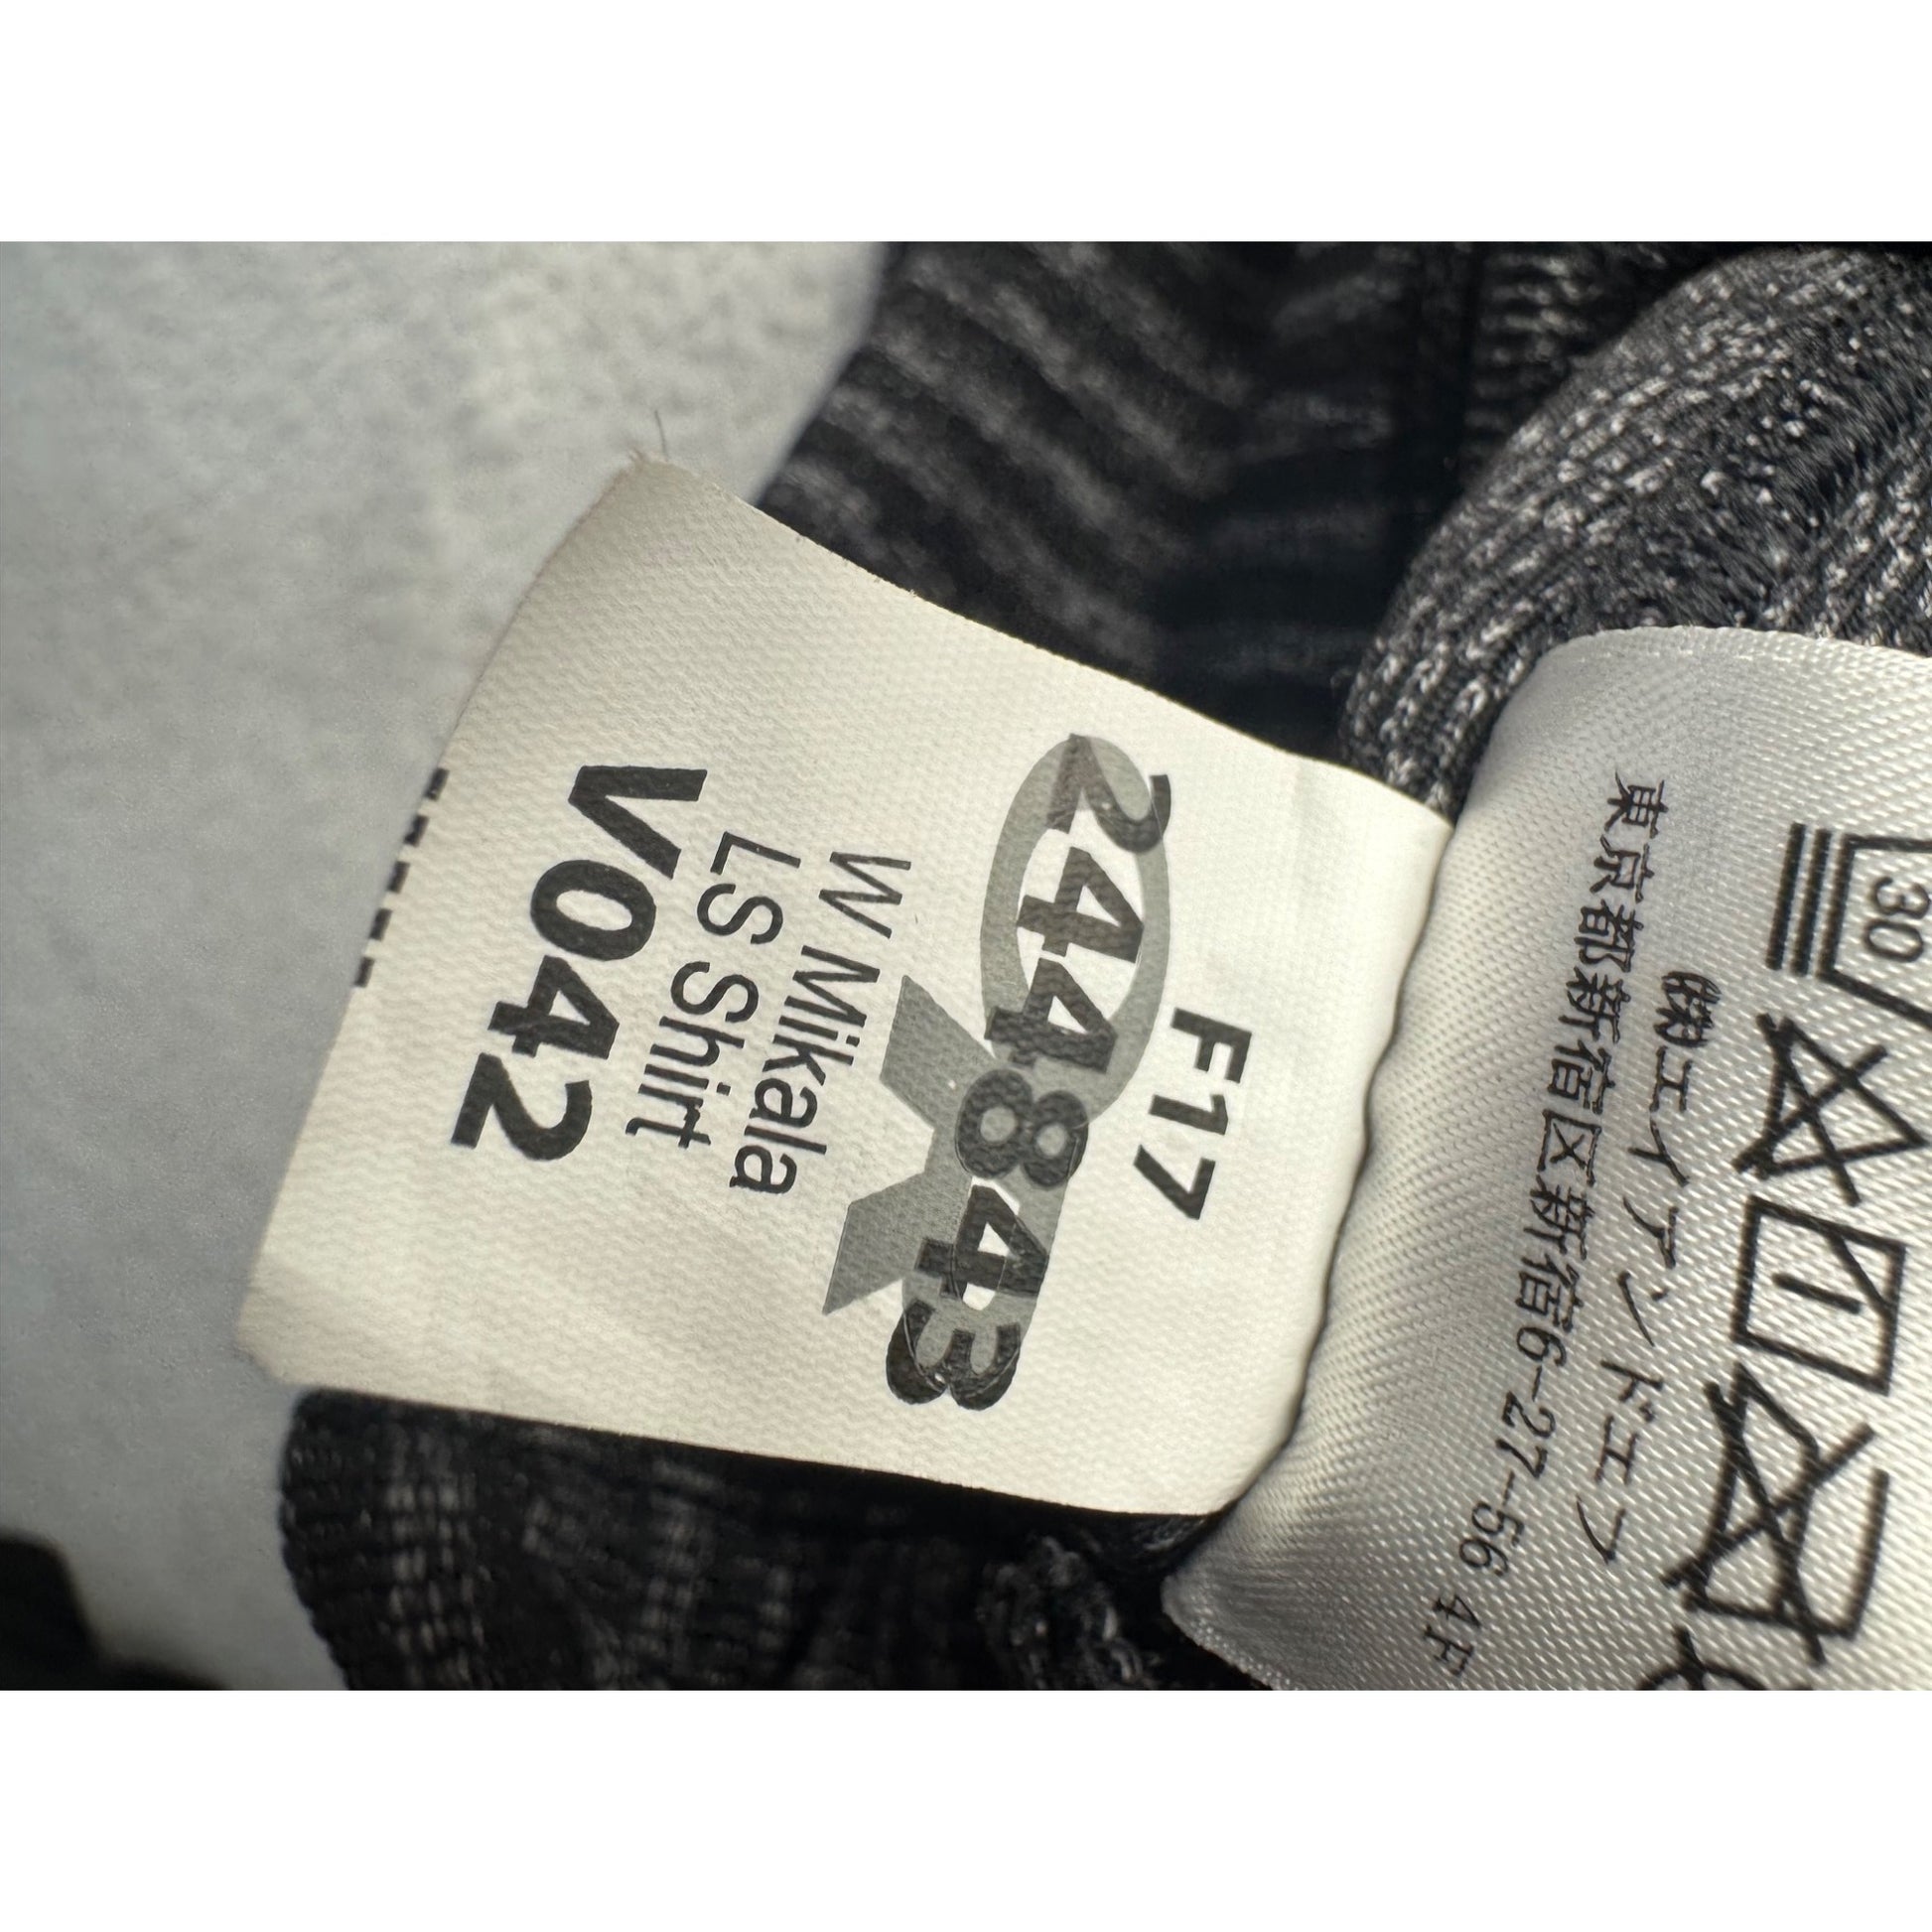 F17
244843
W Mikala
LS Shirt
V042
30
㈱エイアンドエフ
東京都新宿区新宿6-27-56 4F